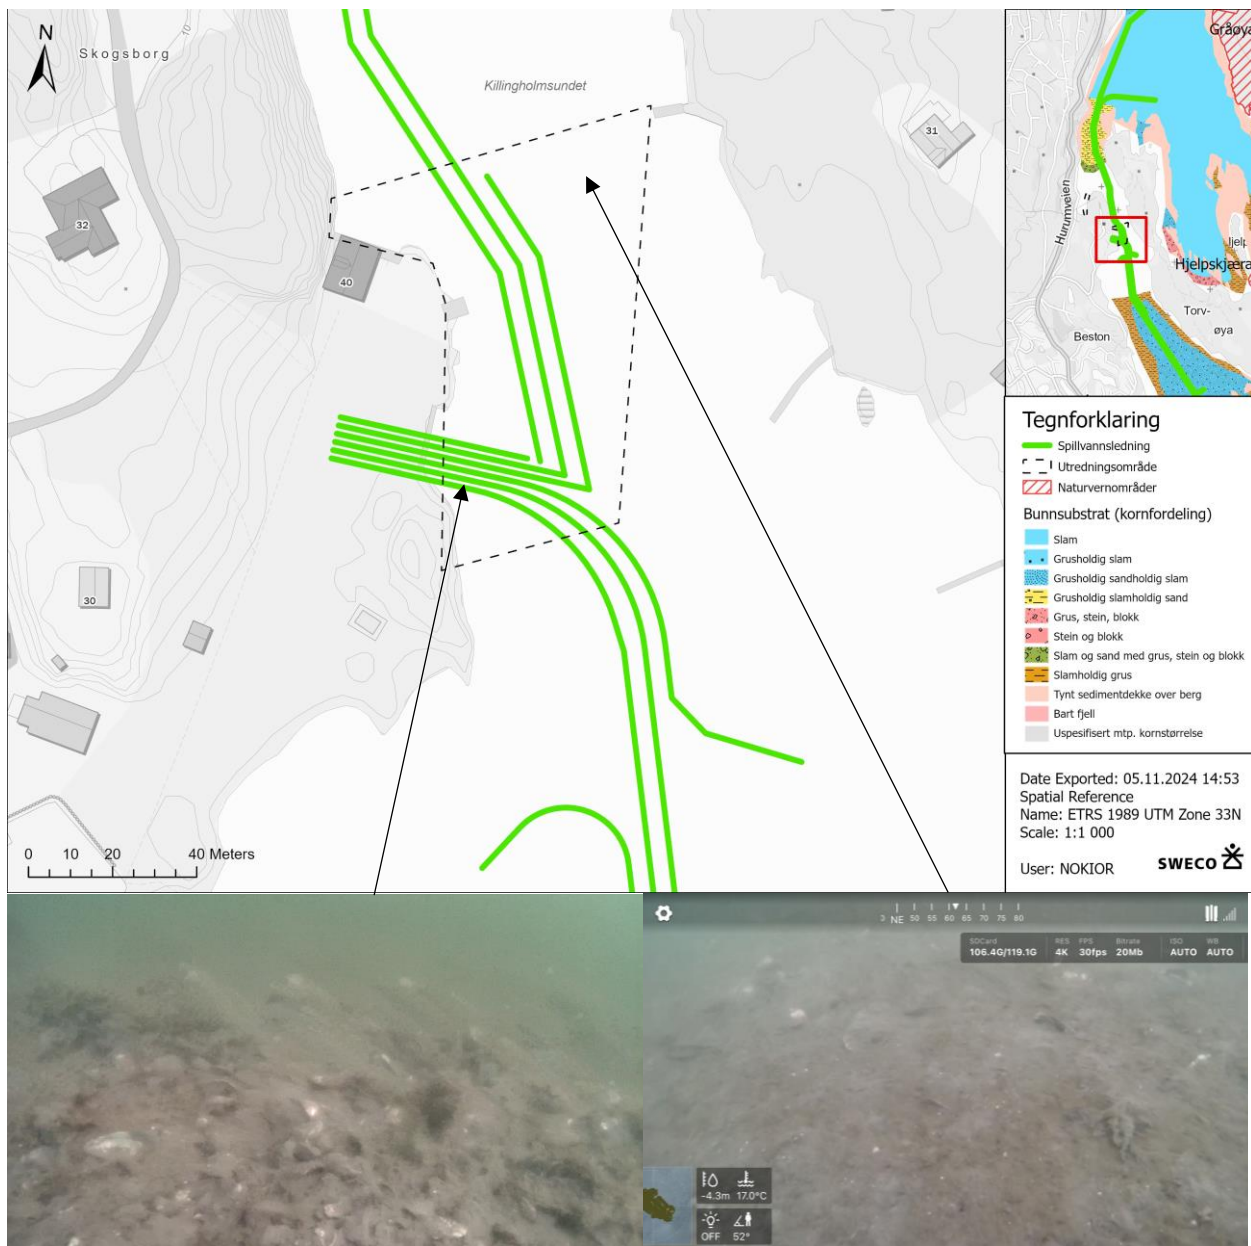 N
Skogsborg
10
Killingholmsundet
32
40
31
30
0 10 20 40 Meters
Gråøya
Hurumveien
Hjelpskjæra
Torv-
øya
Beston
Tegnforklaring
Spillvannsledning
Utredningsområde
Naturvernområder
Bunnsubstrat (kornfordeling)
Slam
Grusholdig slam
Grusholdig sandholdig slam
Grusholdig slamholdig sand
Grus, stein, blokk
Stein og blokk
Slam og sand med grus, stein og blokk
Slamholdig grus
Tynt sedimentdekke over berg
Bart fjell
Uspesifisert mtp. kornstørrelse
Date Exported: 05.11.2024 14:53
Spatial Reference
Name: ETRS 1989 UTM Zone 33N
Scale: 1:1 000
User: NOKIOR
SWECO
3 NE 50 55 60 65 70 75 80
SDCard RES FPS Bitrate ISO WB
106.4G/119.1G 4K 30fps 20Mb AUTO AUTO
-4.3m 17.0°C
OFF 52°